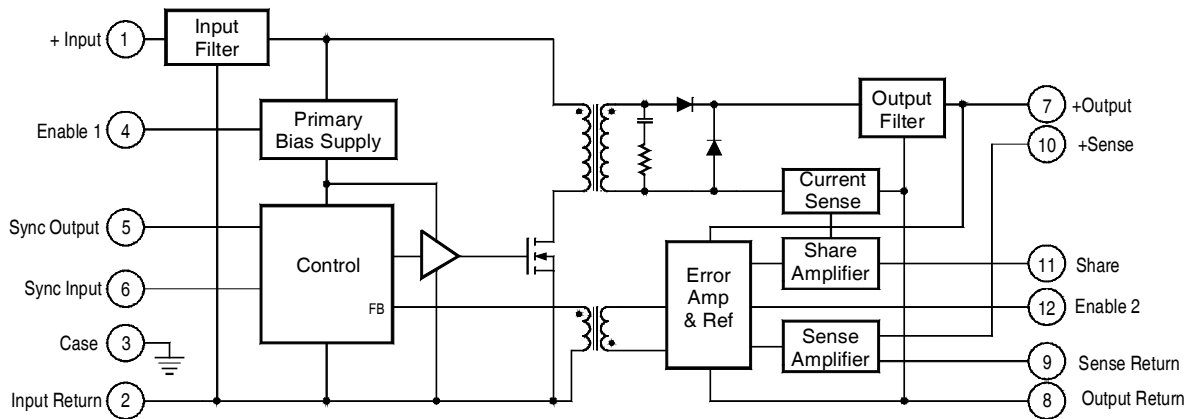 + Input 1
Input
Filter
Enable 1 4
Primary
Bias Supply
Output
Filter
7 +Output
10 +Sense
Current
Sense
Sync Output 5
Control
Sync Input 6
FB
Error
Amp
& Ref
Share
Amplifier
11 Share
12 Enable 2
Case 3
Sense
Amplifier
9 Sense Return
Input Return 2
8 Output Return